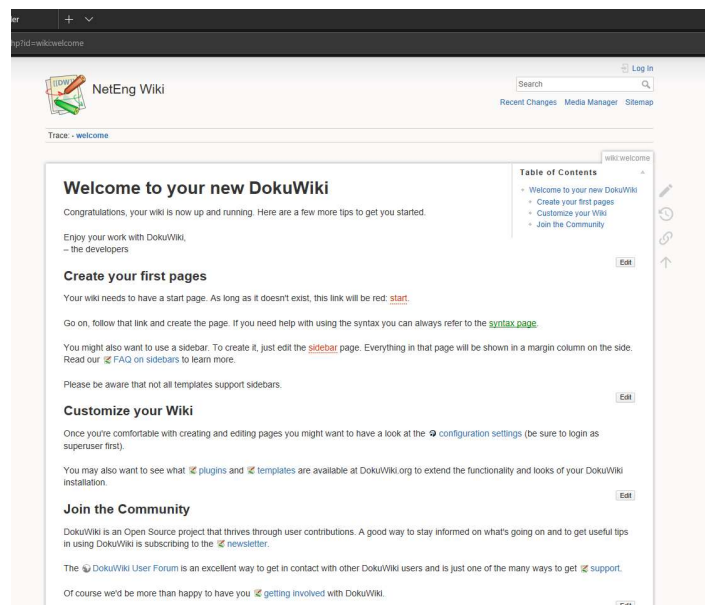 er
hp?id=wiki:welcome
Log In
NetEng Wiki
Search
Recent Changes Media Manager Sitemap
Trace: - welcome
wiki:welcome
Table of Contents
Welcome to your new DokuWiki
Create your first pages
Customize your Wiki
Join the Community
Welcome to your new DokuWiki
Congratulations, your wiki is now up and running. Here are a few more tips to get you started.
Enjoy your work with DokuWiki,
– the developers
Edit
Create your first pages
Your wiki needs to have a start page. As long as it doesn't exist, this link will be red: start.
Go on, follow that link and create the page. If you need help with using the syntax you can always refer to the syntax page.
You might also want to use a sidebar. To create it, just edit the sidebar page. Everything in that page will be shown in a margin column on the side.
Read our FAQ on sidebars to learn more.
Please be aware that not all templates support sidebars.
Edit
Customize your Wiki
Once you're comfortable with creating and editing pages you might want to have a look at the configuration settings (be sure to login as
superuser first).
You may also want to see what plugins and templates are available at DokuWiki.org to extend the functionality and looks of your DokuWiki
installation.
Edit
Join the Community
DokuWiki is an Open Source project that thrives through user contributions. A good way to stay informed on what's going on and to get useful tips
in using DokuWiki is subscribing to the newsletter.
The DokuWiki User Forum is an excellent way to get in contact with other DokuWiki users and is just one of the many ways to get support.
Of course we'd be more than happy to have you getting involved with DokuWiki.
Edit